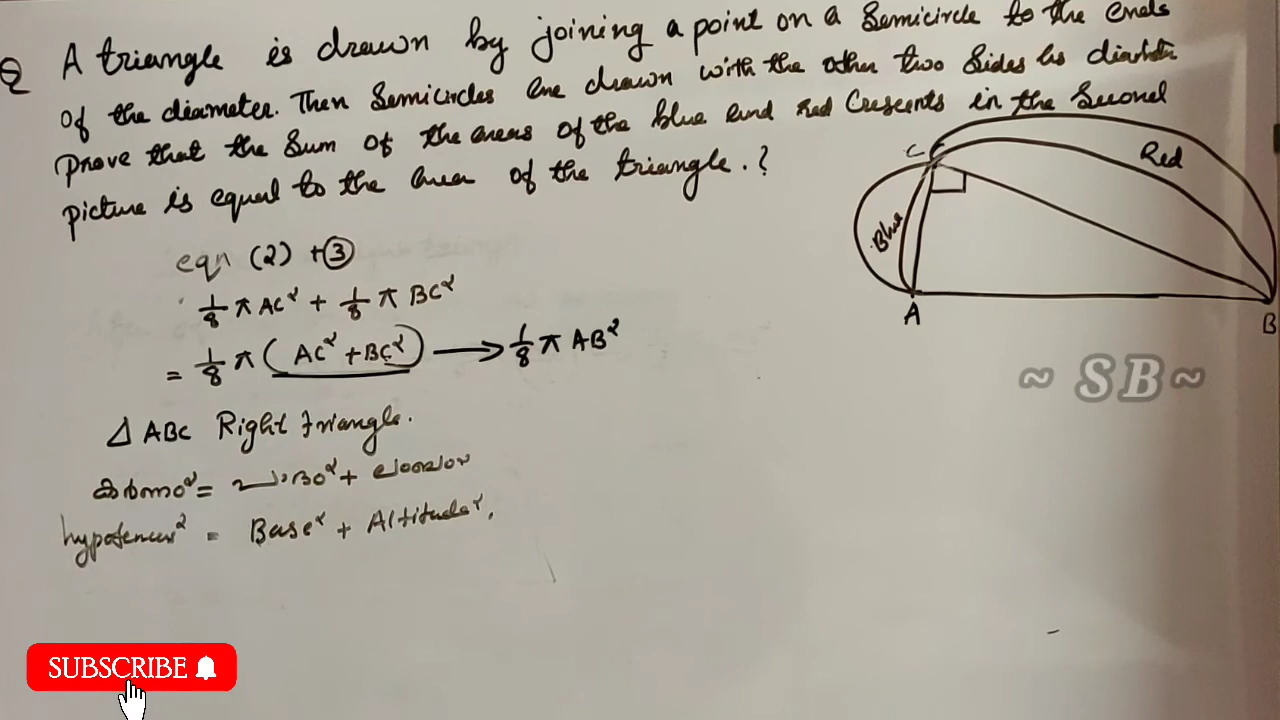 Q A triangle is drawn by joining a point on a semicircle to the ends
of the diameter. Then semicircles are drawn with the other two sides as diameter
prove that the sum of the areas of the blue and red crescents in the second
picture is equal to the area of the triangle. ?
eqn (2) + ③
1/8 π AC² + 1/8 π BC²
= 1/8 π ( AC² + BC² ) → 1/8 π AB²
Δ ABC Right triangle.
hypotenus² = Base² + Altitude²,
C
Red
Blue
A
B
~ SB ~
SUBSCRIBE